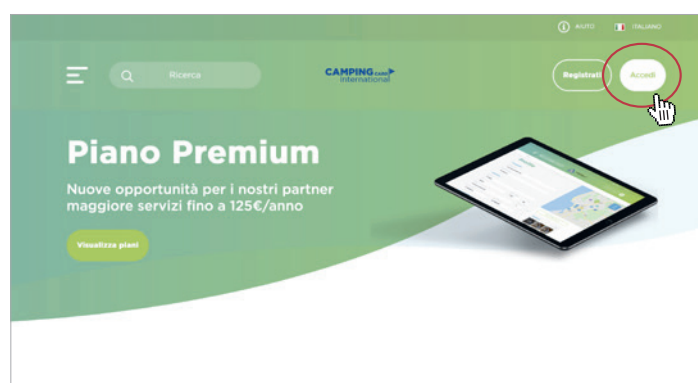 AIUTO
ITALIANO
Ricerca
CAMPING CARD
international
Registrati
Accedi
Piano Premium
Nuove opportunità per i nostri partner
maggiore servizi fino a 125€/anno
Visualizza piani